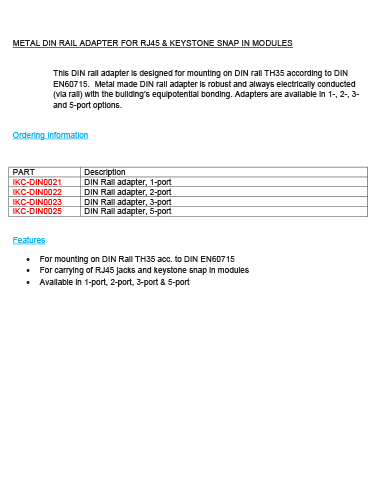 METAL DIN RAIL ADAPTER FOR RJ45 & KEYSTONE SNAP IN MODULES
This DIN rail adapter is designed for mounting on DIN rail TH35 according to DIN
EN60715.  Metal made DIN rail adapter is robust and always electrically conducted
(via rail) with the building's equipotential bonding. Adapters are available in 1-, 2-, 3-
and 5-port options.
Ordering Information
PART Description
IKC-DIN0021 DIN Rail adapter, 1-port
IKC-DIN0022 DIN Rail adapter, 2-port
IKC-DIN0023 DIN Rail adapter, 3-port
IKC-DIN0025 DIN Rail adapter, 5-port
Features
• For mounting on DIN Rail TH35 acc. to DIN EN60715
• For carrying of RJ45 jacks and keystone snap in modules
• Available in 1-port, 2-port, 3-port & 5-port